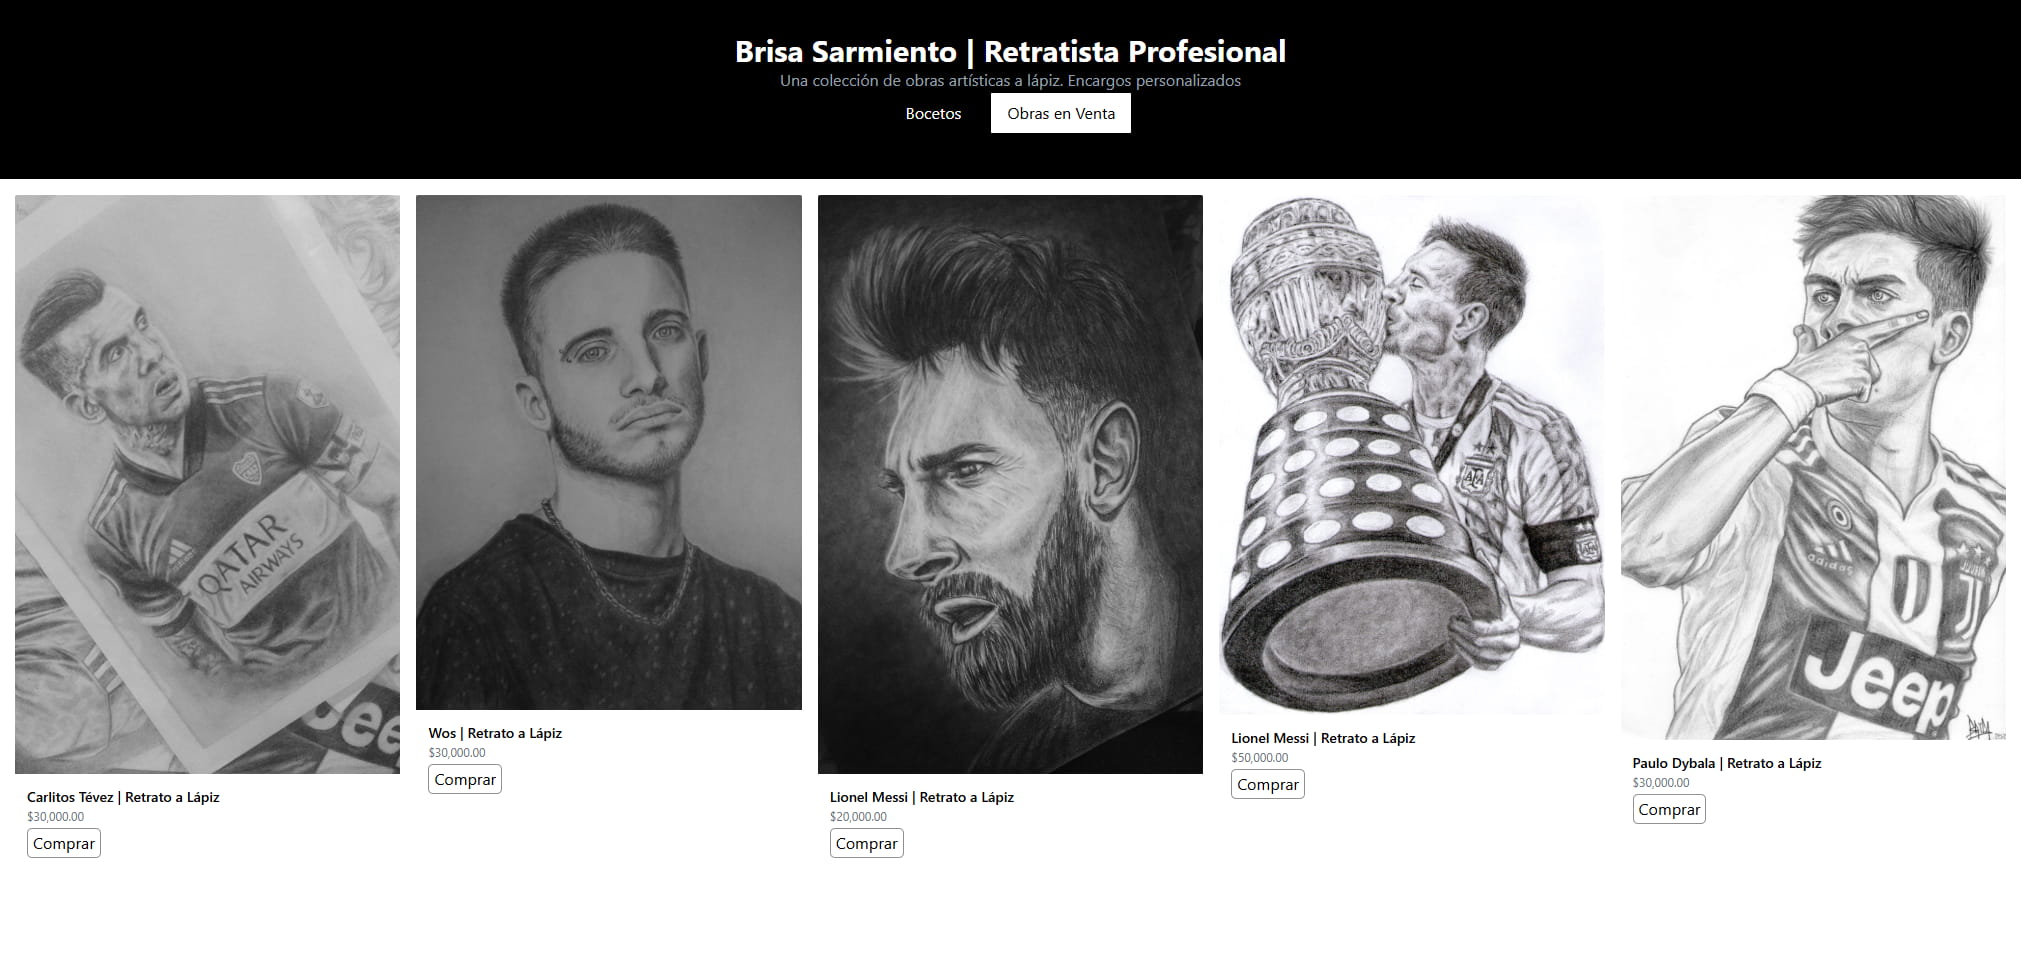 Brisa Sarmiento | Retratista Profesional
Una colección de obras artísticas a lápiz. Encargos personalizados
Bocetos
Obras en Venta
QATAR
AIRWAYS
Jeep
Carlitos Tévez | Retrato a Lápiz
$30,000.00
Comprar
Wos | Retrato a Lápiz
$30,000.00
Comprar
Lionel Messi | Retrato a Lápiz
$20,000.00
Comprar
AFA
Lionel Messi | Retrato a Lápiz
$50,000.00
Comprar
adidas
Jeep
Paulo Dybala | Retrato a Lápiz
$30,000.00
Comprar